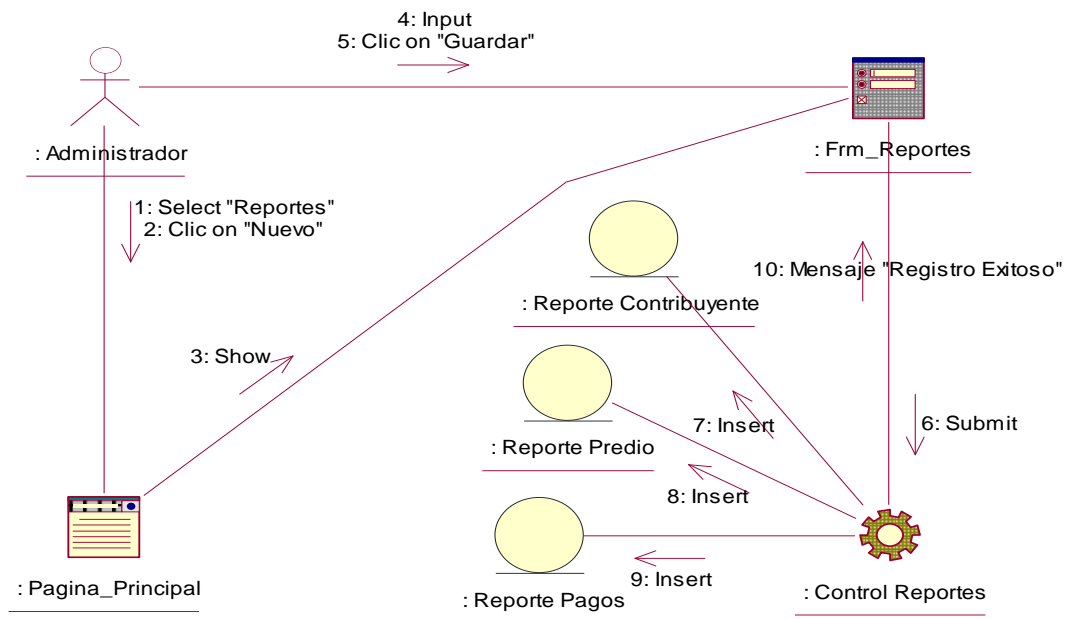 4: Input
5: Clic on "Guardar"
: Administrador
: Frm_Reportes
1: Select "Reportes"
2: Clic on "Nuevo"
10: Mensaje "Registro Exitoso"
: Reporte Contribuyente
3: Show
7: Insert
6: Submit
: Reporte Predio
8: Insert
9: Insert
: Pagina_Principal
: Reporte Pagos
: Control Reportes